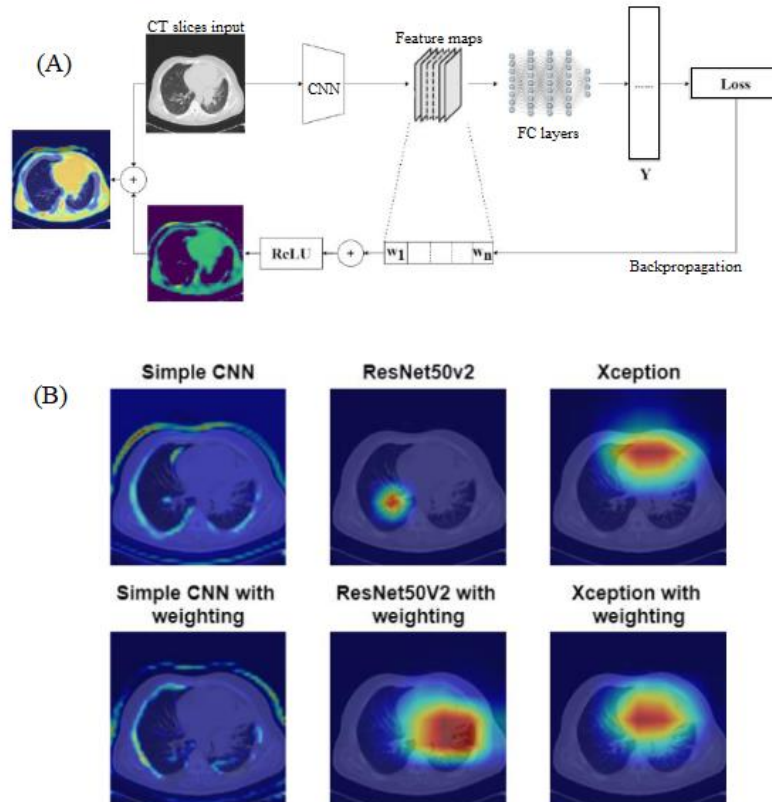 CT slices input
(A)
CNN
Feature maps
FC layers
......
Y
Loss
+
ReLU
+
w1
wn
Backpropagation
(B)
Simple CNN
ResNet50v2
Xception
Simple CNN with
weighting
ResNet50V2 with
weighting
Xception with
weighting